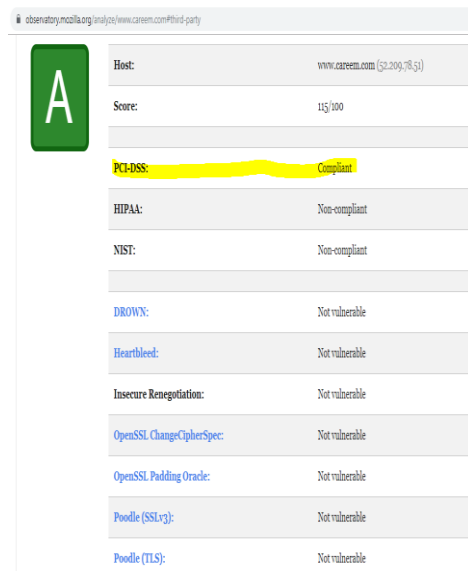 observatory.mozilla.org/analyze/www.careem.com#third-party
A
Host: www.careem.com (52.209.78.51)
Score: 115/100
PCI-DSS: Compliant
HIPAA: Non-compliant
NIST: Non-compliant
DROWN: Not vulnerable
Heartbleed: Not vulnerable
Insecure Renegotiation: Not vulnerable
OpenSSL ChangeCipherSpec: Not vulnerable
OpenSSL Padding Oracle: Not vulnerable
Poodle (SSLv3): Not vulnerable
Poodle (TLS): Not vulnerable